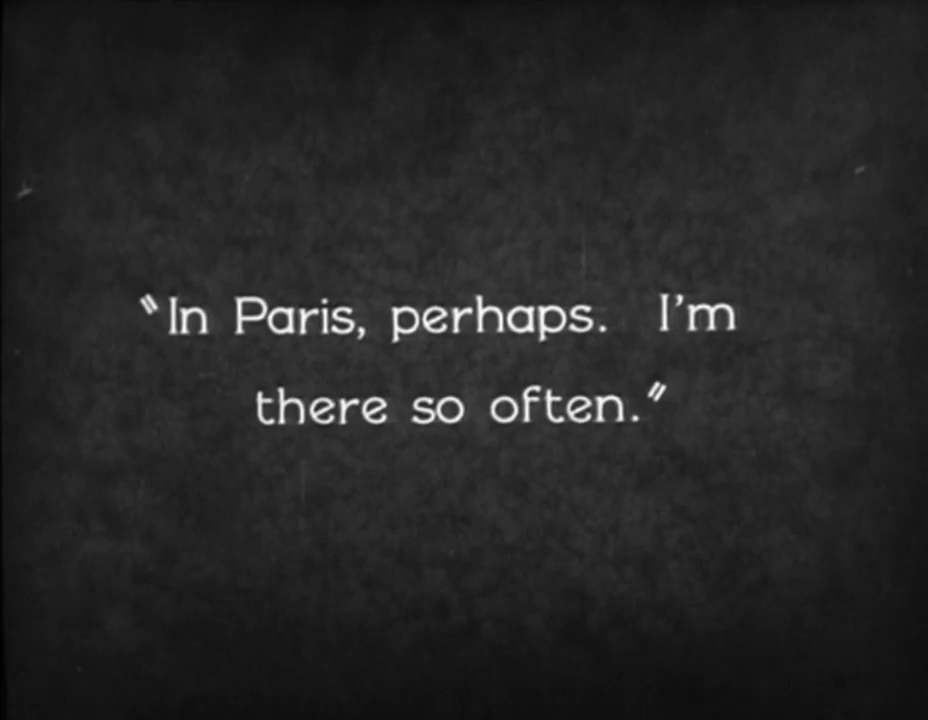 "In Paris, perhaps. I'm
there so often."